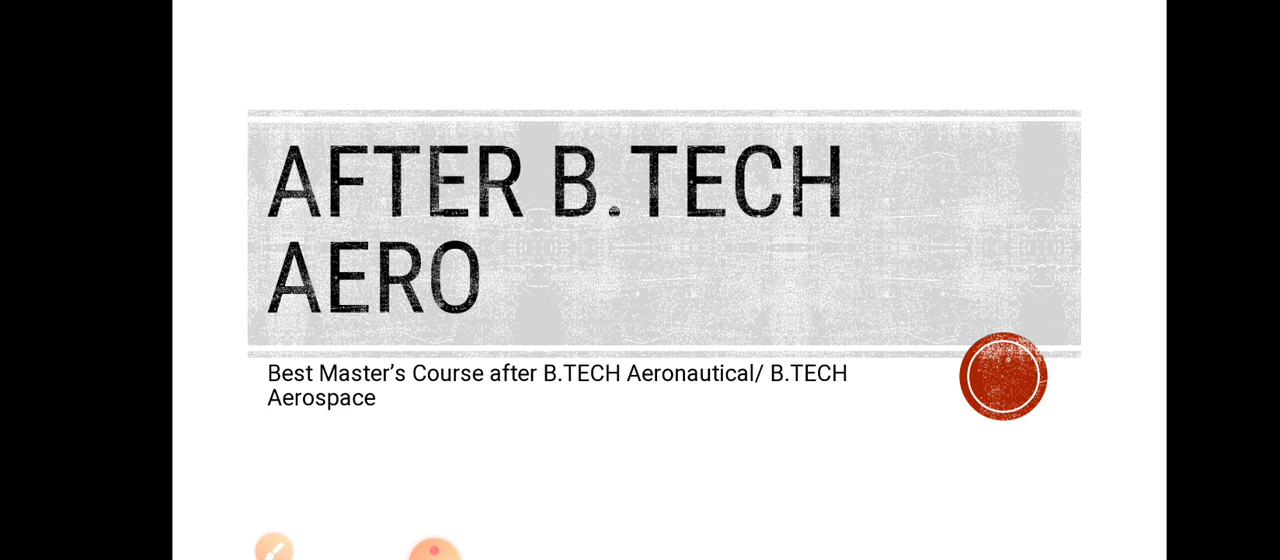 AFTER B.TECH
AERO
Best Master’s Course after B.TECH Aeronautical/ B.TECH
Aerospace